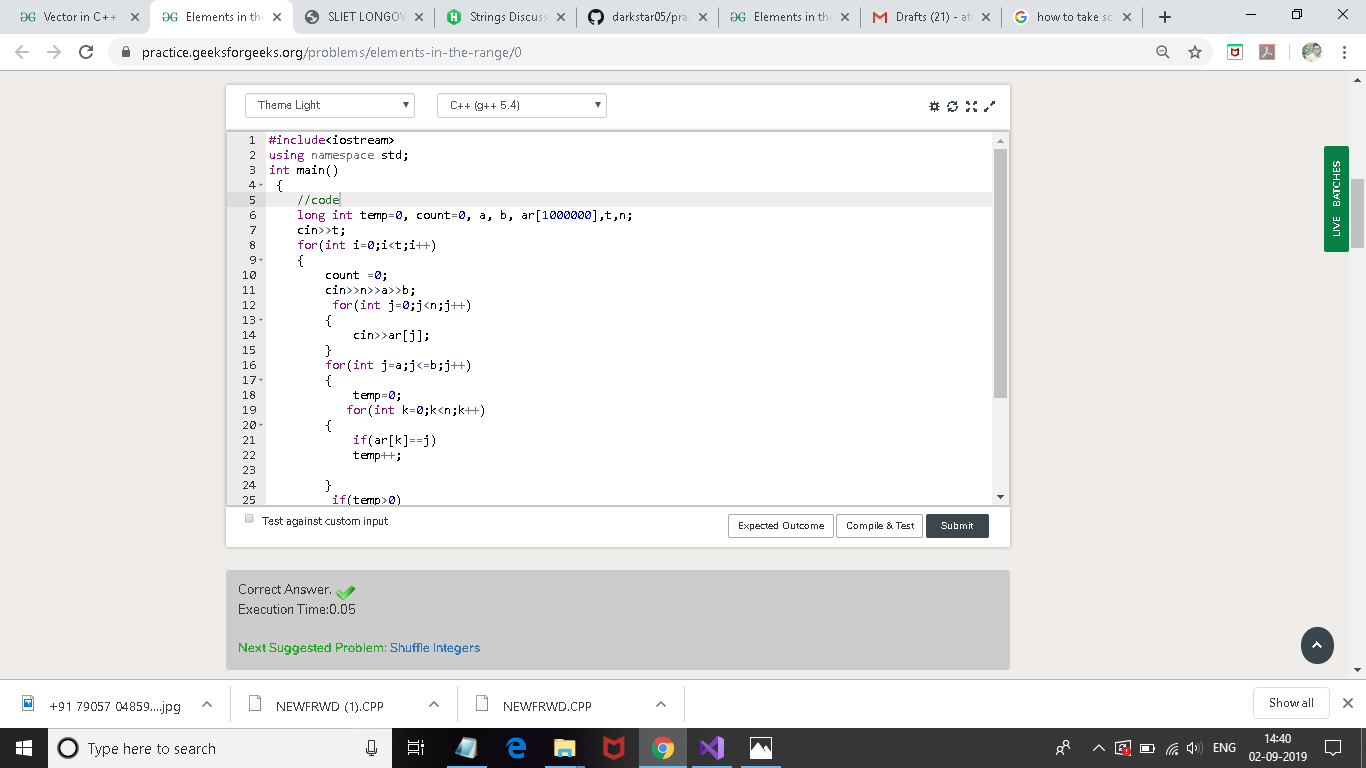 Vector in C++
Elements in the
SLIET LONGOV
Strings Discuss
darkstar05/pra
Elements in the
Drafts (21) - at
how to take sc
practice.geeksforgeeks.org/problems/elements-in-the-range/0
Theme Light C++ (g++ 5.4)
1 #include<iostream>
2 using namespace std;
3 int main()
4 {
5 //code
6 long int temp=0, count=0, a, b, ar[1000000],t,n;
7 cin>>t;
8 for(int i=0;i<t;i++)
9 {
10 count =0;
11 cin>>n>>a>>b;
12 for(int j=0;j<n;j++)
13 {
14 cin>>ar[j];
15 }
16 for(int j=a;j<=b;j++)
17 {
18 temp=0;
19 for(int k=0;k<n;k++)
20 {
21 if(ar[k]==j)
22 temp++;
23
24 }
25 if(temp>0)
LIVE BATCHES
Test against custom input
Expected Outcome Compile & Test Submit
Correct Answer.
Execution Time:0.05
Next Suggested Problem: Shuffle Integers
+91 79057 04859....jpg NEWFRWD (1).CPP NEWFRWD.CPP Show all
Type here to search
ENG
14:40
02-09-2019